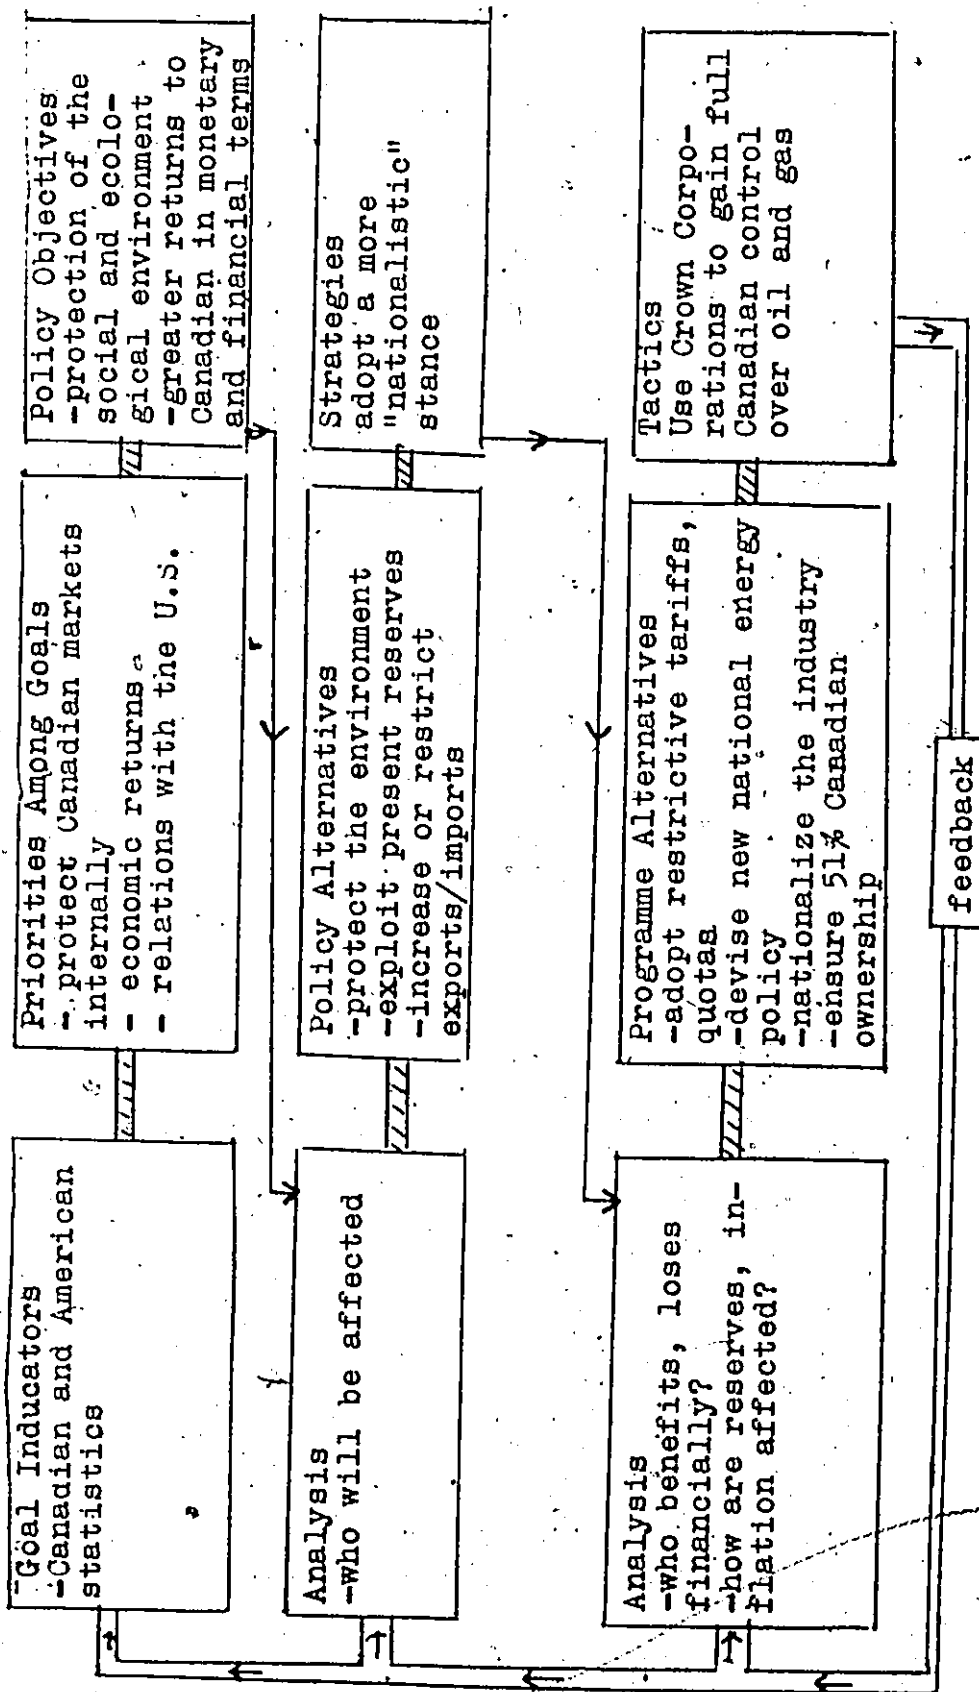 Goal Inducators
-Canadian and American
statistics
Priorities Among Goals
- protect Canadian markets
internally
- economic returns
- relations with the U.S.
Policy Objectives
-protection of the
social and ecolo-
gical environment
-greater returns to
Canadian in monetary
and financial terms
Analysis
-who will be affected
Policy Alternatives
-protect the environment
-exploit present reserves
-increase or restrict
exports/imports
Strategies
adopt a more
"nationalistic"
stance
Analysis
-who benefits, loses
financially?
-how are reserves, in-
flation affected?
Programme Alternatives
-adopt restrictive tariffs,
quotas
-devise new national energy
policy
-nationalize the industry
-ensure 51% Canadian
ownership
Tactics
Use Crown Corpo-
rations to gain full
Canadian control
over oil and gas
feedback